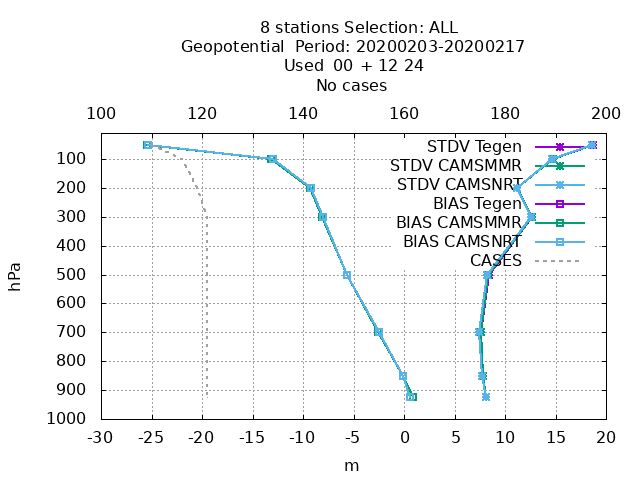 8 stations Selection: ALL
Geopotential  Period: 20200203-20200217
Used  00 + 12 24
No cases
100 120 140 160 180 200
STDV Tegen
100
STDV CAMSMMR
200
STDV CAMSNRT
BIAS Tegen
300
BIAS CAMSMMR
400
BIAS CAMSNRT
CASES
hPa
500
600
700
800
900
1000
-30 -25 -20 -15 -10 -5 0 5 10 15 20
m